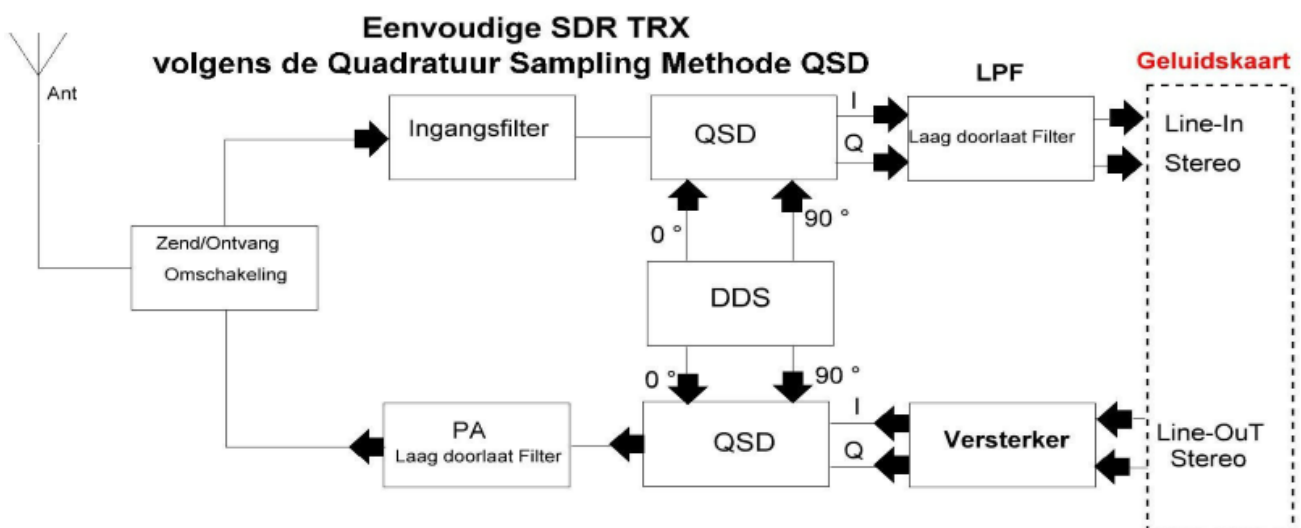 Eenvoudige SDR TRX
volgens de Quadratuur Sampling Methode QSD
Ant
LPF
Geluidskaart
Ingangsfilter
QSD
I
Q
Laag doorlaat Filter
Line-In
Stereo
0 °
90 °
Zend/Ontvang
Omschakeling
DDS
0 °
90 °
PA
Laag doorlaat Filter
QSD
I
Q
Versterker
Line-OuT
Stereo